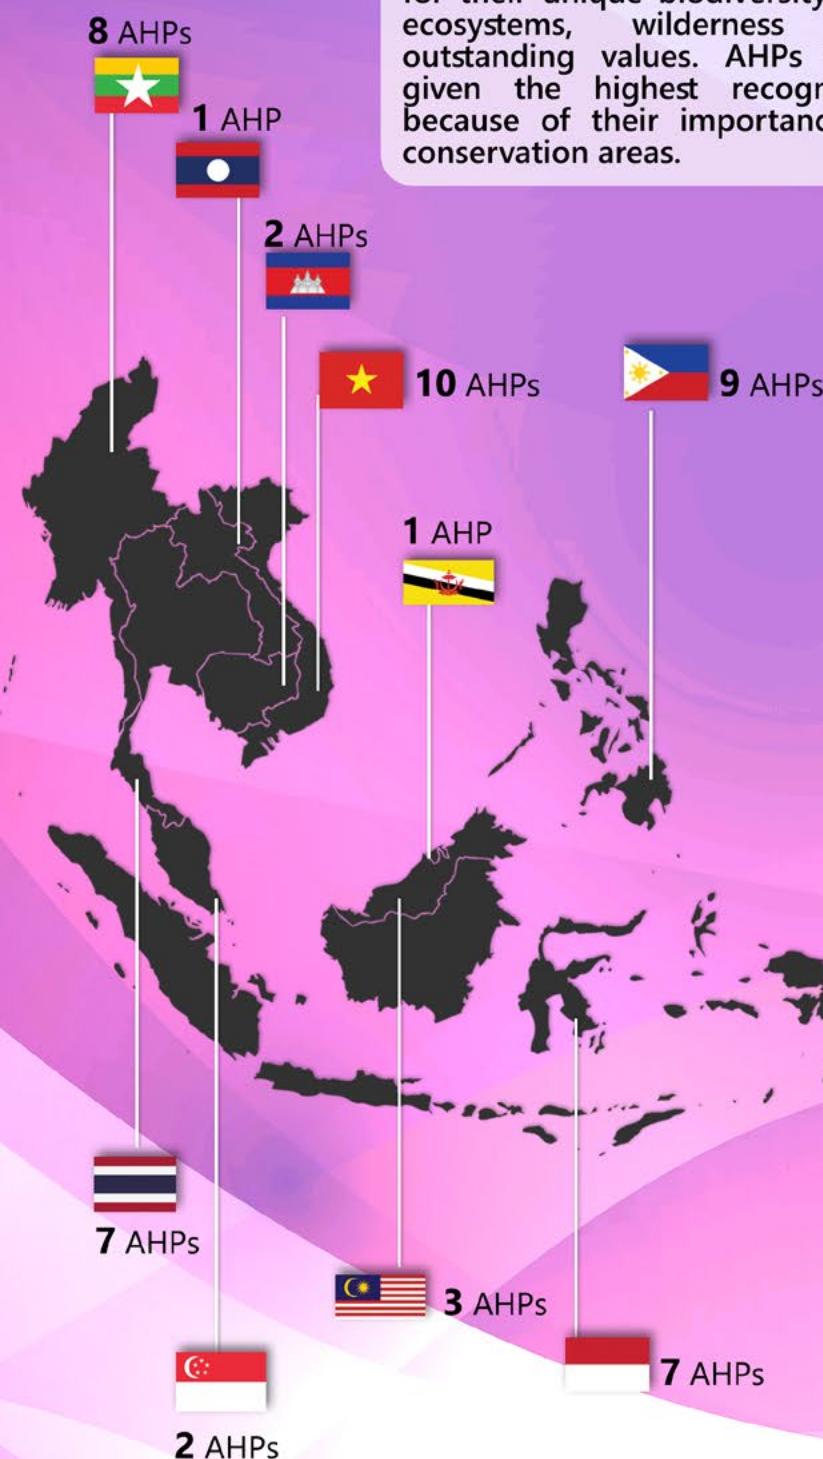 ecosystems, wilderness
outstanding values. AHPs
given the highest
because of their
conservation areas.
8 AHPs
1 AHP
2 AHPs
10 AHPs
9 AHPs
1 AHP
7 AHPs
3 AHPs
7 AHPs
2 AHPs